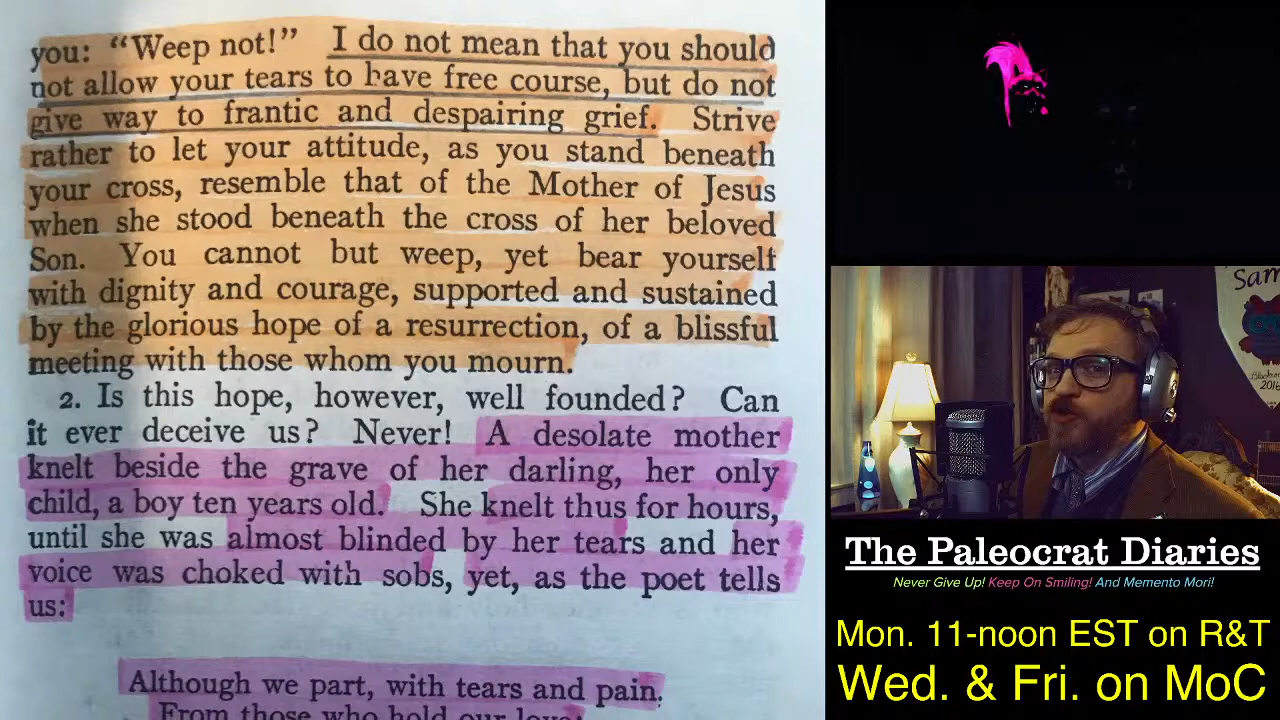 you: “Weep not!” I do not mean that you should
not allow your tears to have free course, but do not
give way to frantic and despairing grief. Strive
rather to let your attitude, as you stand beneath
your cross, resemble that of the Mother of Jesus
when she stood beneath the cross of her beloved
Son. You cannot but weep, yet bear yourself
with dignity and courage, supported and sustained
by the glorious hope of a resurrection, of a blissful
meeting with those whom you mourn.
2. Is this hope, however, well founded? Can
it ever deceive us? Never! A desolate mother
knelt beside the grave of her darling, her only
child, a boy ten years old. She knelt thus for hours,
until she was almost blinded by her tears and her
voice was choked with sobs, yet, as the poet tells
us:
Although we part, with tears and pain,
From those who hold our love;
Sam
2016
The Paleocrat Diaries
Never Give Up! Keep On Smiling! And Memento Mori!
Mon. 11-noon EST on R&T
Wed. & Fri. on MoC